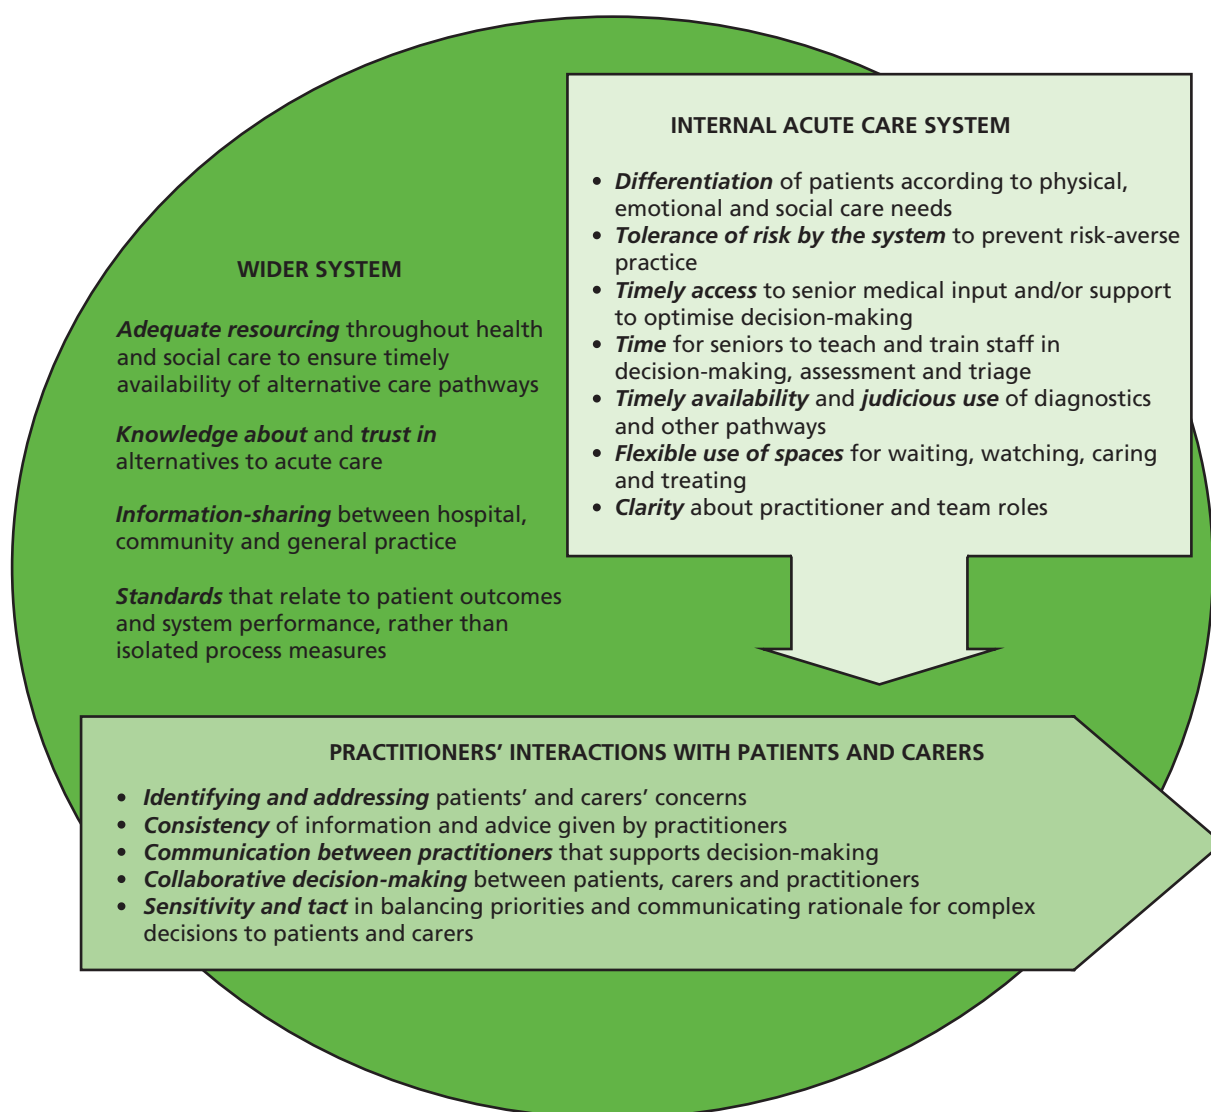 INTERNAL ACUTE CARE SYSTEM
• Differentiation of patients according to physical,
emotional and social care needs
• Tolerance of risk by the system to prevent risk-averse
practice
• Timely access to senior medical input and/or support
to optimise decision-making
• Time for seniors to teach and train staff in
decision-making, assessment and triage
• Timely availability and judicious use of diagnostics
and other pathways
• Flexible use of spaces for waiting, watching, caring
and treating
• Clarity about practitioner and team roles
WIDER SYSTEM
Adequate resourcing throughout health
and social care to ensure timely
availability of alternative care pathways
Knowledge about and trust in
alternatives to acute care
Information-sharing between hospital,
community and general practice
Standards that relate to patient outcomes
and system performance, rather than
isolated process measures
PRACTITIONERS’ INTERACTIONS WITH PATIENTS AND CARERS
• Identifying and addressing patients’ and carers’ concerns
• Consistency of information and advice given by practitioners
• Communication between practitioners that supports decision-making
• Collaborative decision-making between patients, carers and practitioners
• Sensitivity and tact in balancing priorities and communicating rationale for complex
decisions to patients and carers